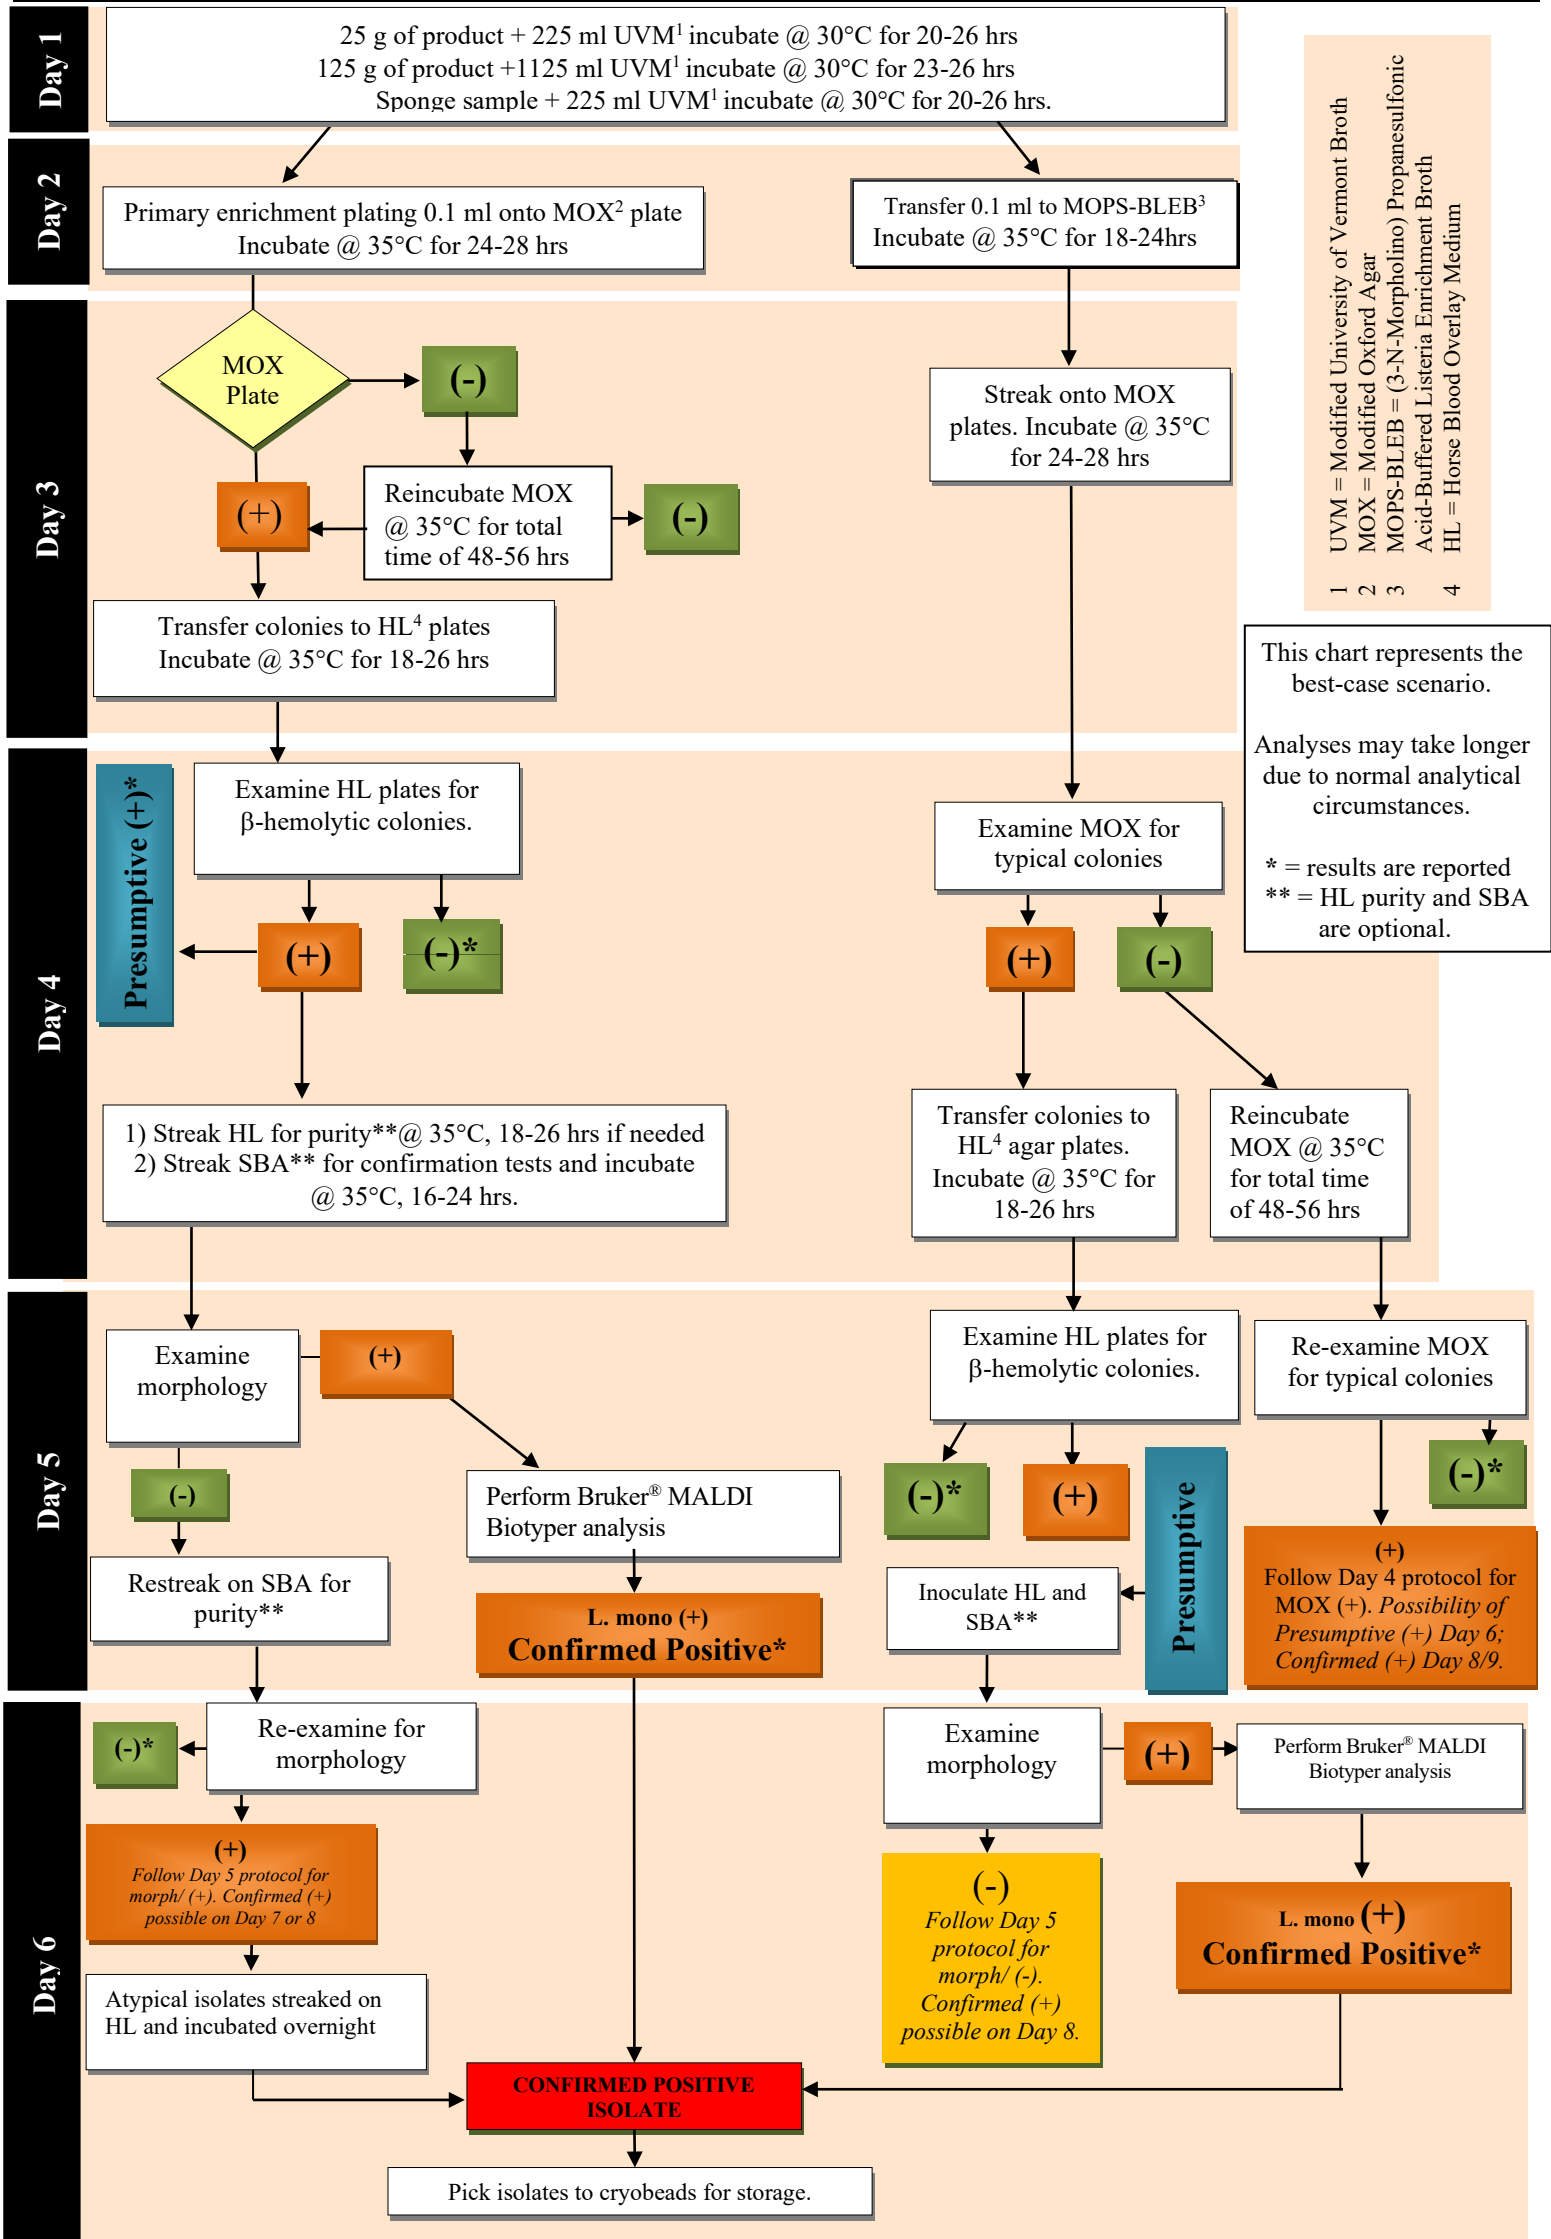 Day 1
25 g of product + 225 ml UVM¹ incubate @ 30°C for 20-26 hrs
125 g of product +1125 ml UVM¹ incubate @ 30°C for 23-26 hrs
Sponge sample + 225 ml UVM¹ incubate @ 30°C for 20-26 hrs.
1 UVM = Modified University of Vermont Broth
2 MOX = Modified Oxford Agar
3 MOPS-BLEB = (3-N-Morpholino) Propanesulfonic
Acid-Buffered Listeria Enrichment Broth
4 HL = Horse Blood Overlay Medium
Day 2
Primary enrichment plating 0.1 ml onto MOX² plate
Incubate @ 35°C for 24-28 hrs
Transfer 0.1 ml to MOPS-BLEB³
Incubate @ 35°C for 18-24hrs
Day 3
MOX
Plate
(-)
(+)
Reincubate MOX
@ 35°C for total
time of 48-56 hrs
(-)
Transfer colonies to HL⁴ plates
Incubate @ 35°C for 18-26 hrs
Streak onto MOX
plates. Incubate @ 35°C
for 24-28 hrs
This chart represents the
best-case scenario.
Analyses may take longer
due to normal analytical
circumstances.
* = results are reported
** = HL purity and SBA
are optional.
Day 4
Presumptive (+)*
Examine HL plates for
β-hemolytic colonies.
(+)
(-)*
1) Streak HL for purity**@ 35°C, 18-26 hrs if needed
2) Streak SBA** for confirmation tests and incubate
@ 35°C, 16-24 hrs.
Examine MOX for
typical colonies
(+)
(-)
Transfer colonies to
HL⁴ agar plates.
Incubate @ 35°C for
18-26 hrs
Reincubate
MOX @ 35°C
for total time
of 48-56 hrs
Day 5
Examine
morphology
(+)
(-)
Restreak on SBA for
purity**
Perform Bruker® MALDI
Biotyper analysis
L. mono (+)
Confirmed Positive*
Examine HL plates for
β-hemolytic colonies.
(-)*
(+)
Presumptive
Inoculate HL and
SBA**
Re-examine MOX
for typical colonies
(-)*
(+)
Follow Day 4 protocol for
MOX (+). Possibility of
Presumptive (+) Day 6;
Confirmed (+) Day 8/9.
Day 6
(-)*
Re-examine for
morphology
(+)
Follow Day 5 protocol for
morph/ (+). Confirmed (+)
possible on Day 7 or 8
Atypical isolates streaked on
HL and incubated overnight
Examine
morphology
(+)
Perform Bruker® MALDI
Biotyper analysis
(-)
Follow Day 5
protocol for
morph/ (-).
Confirmed (+)
possible on Day 8.
L. mono (+)
Confirmed Positive*
CONFIRMED POSITIVE
ISOLATE
Pick isolates to cryobeads for storage.